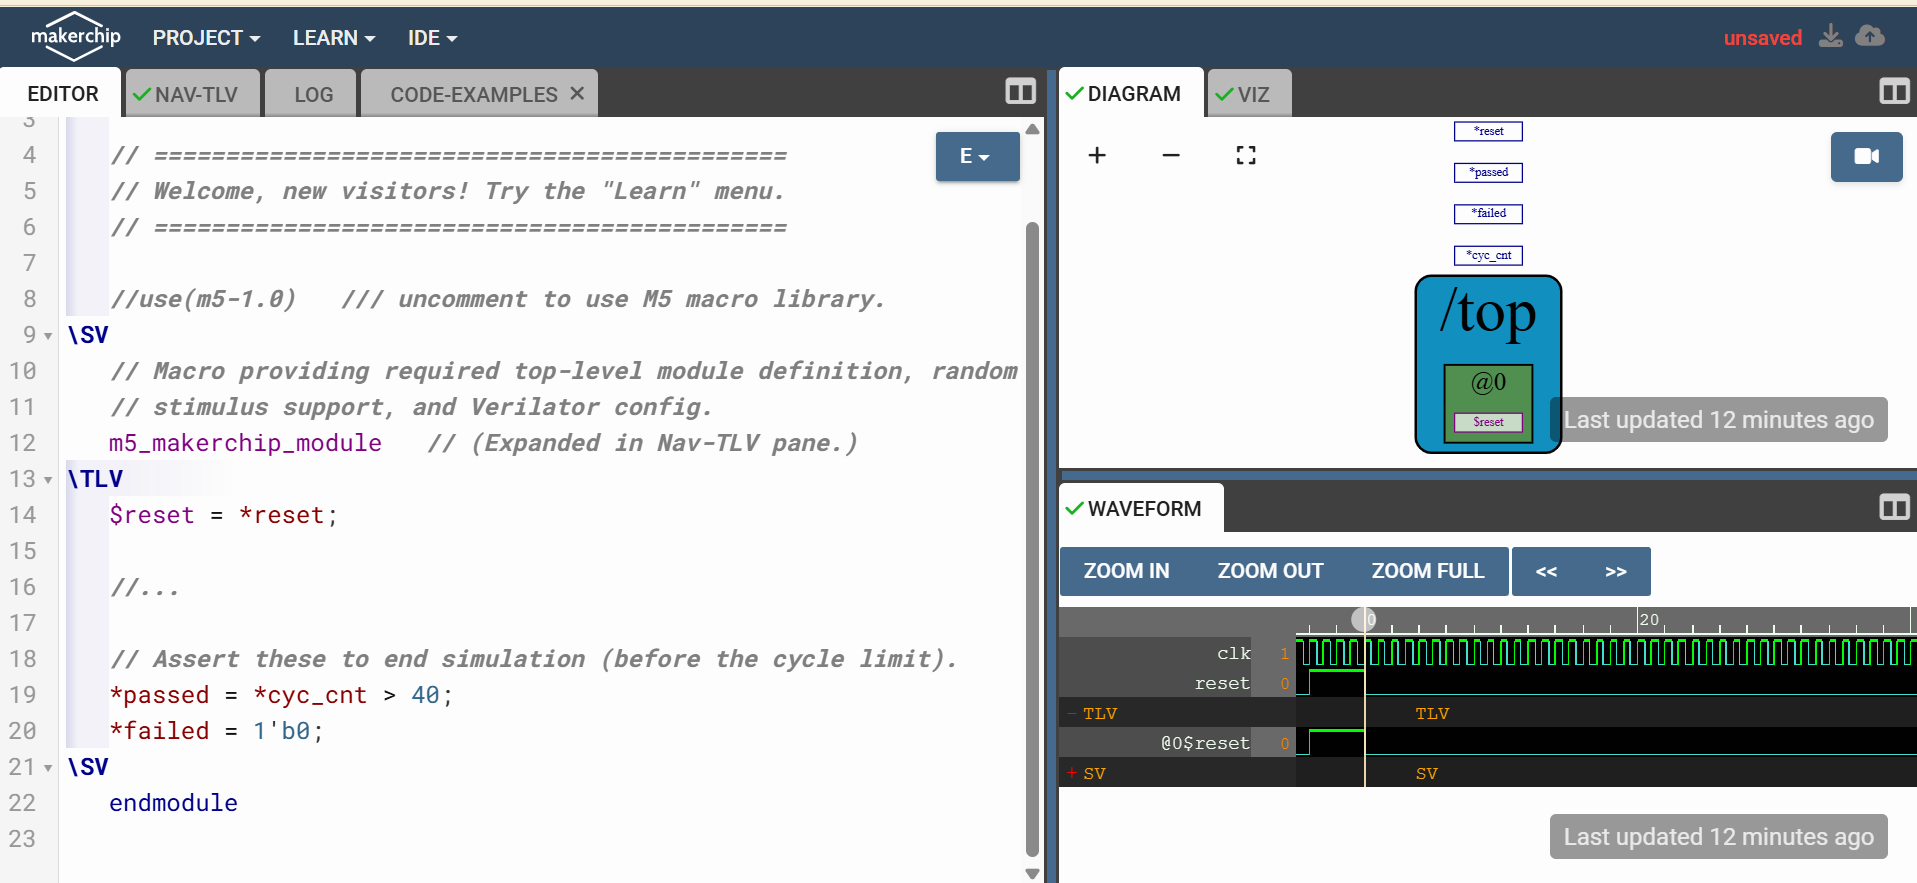 makerchip PROJECT LEARN IDE unsaved
EDITOR NAV-TLV LOG CODE-EXAMPLES ×
3
4 // ============================================
5 // Welcome, new visitors! Try the "Learn" menu.
6 // ============================================
7
8 //use(m5-1.0)   /// uncomment to use M5 macro library.
9 \SV
10 // Macro providing required top-level module definition, random
11 // stimulus support, and Verilator config.
12 m5_makerchip_module   // (Expanded in Nav-TLV pane.)
13 \TLV
14 $reset = *reset;
15
16 //...
17
18 // Assert these to end simulation (before the cycle limit).
19 *passed = *cyc_cnt > 40;
20 *failed = 1'b0;
21 \SV
22 endmodule
23
E
DIAGRAM VIZ
*reset
*passed
*failed
*cyc_cnt
/top
@0
$reset
Last updated 12 minutes ago
WAVEFORM
ZOOM IN ZOOM OUT ZOOM FULL << >>
0 20
clk 1
reset 0
- TLV TLV
@0$reset 0
+ SV SV
Last updated 12 minutes ago